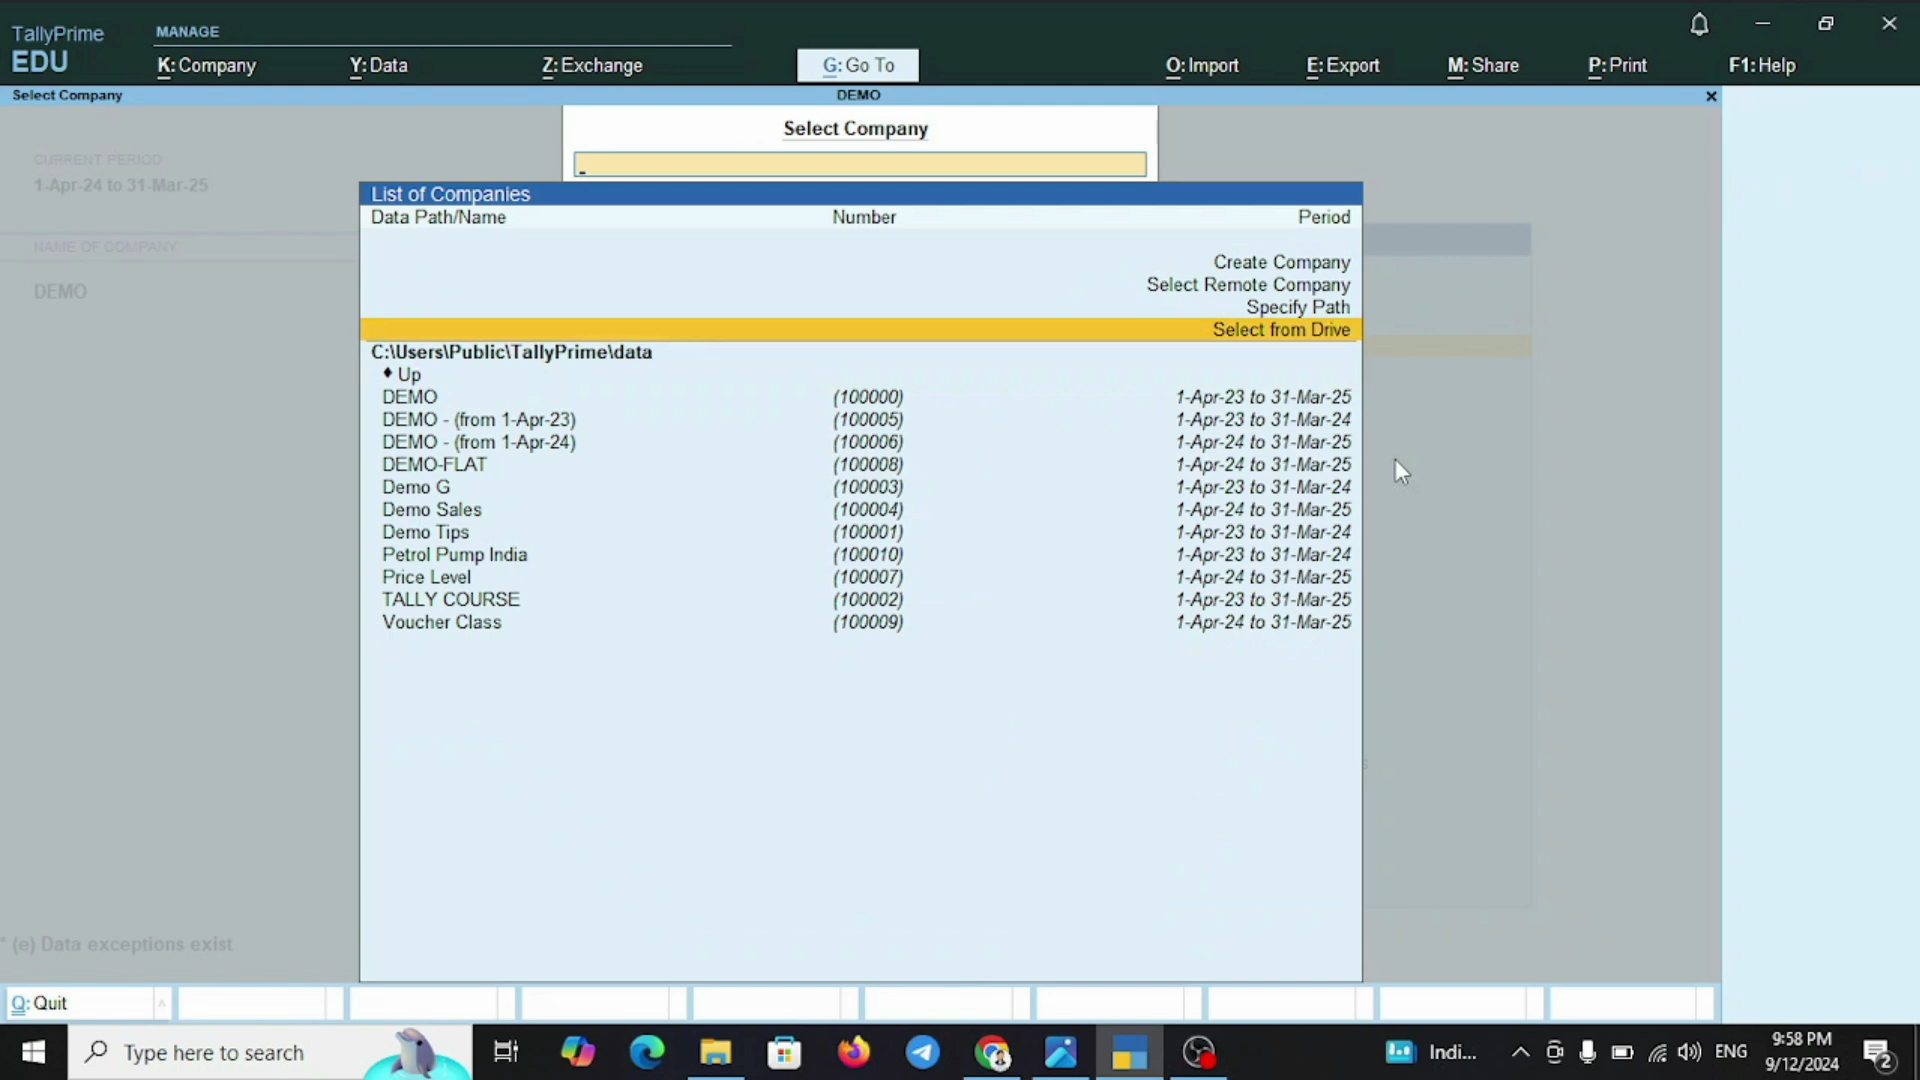 TallyPrime
EDU
MANAGE
K: Company
Y: Data
Z: Exchange
G: Go To
O: Import
E: Export
M: Share
P: Print
F1: Help
Select Company
DEMO
Select Company
CURRENT PERIOD
1-Apr-24 to 31-Mar-25
NAME OF COMPANY
DEMO
List of Companies
Data Path/Name Number Period
Create Company
Select Remote Company
Specify Path
Select from Drive
C:\Users\Public\TallyPrime\data
♦ Up
DEMO (100000) 1-Apr-23 to 31-Mar-25
DEMO - (from 1-Apr-23) (100005) 1-Apr-23 to 31-Mar-24
DEMO - (from 1-Apr-24) (100006) 1-Apr-24 to 31-Mar-25
DEMO-FLAT (100008) 1-Apr-24 to 31-Mar-25
Demo G (100003) 1-Apr-23 to 31-Mar-24
Demo Sales (100004) 1-Apr-24 to 31-Mar-25
Demo Tips (100001) 1-Apr-23 to 31-Mar-24
Petrol Pump India (100010) 1-Apr-23 to 31-Mar-24
Price Level (100007) 1-Apr-24 to 31-Mar-25
TALLY COURSE (100002) 1-Apr-23 to 31-Mar-25
Voucher Class (100009) 1-Apr-24 to 31-Mar-25
* (e) Data exceptions exist
Q: Quit
Type here to search
Indi...
ENG
9:58 PM
9/12/2024
2